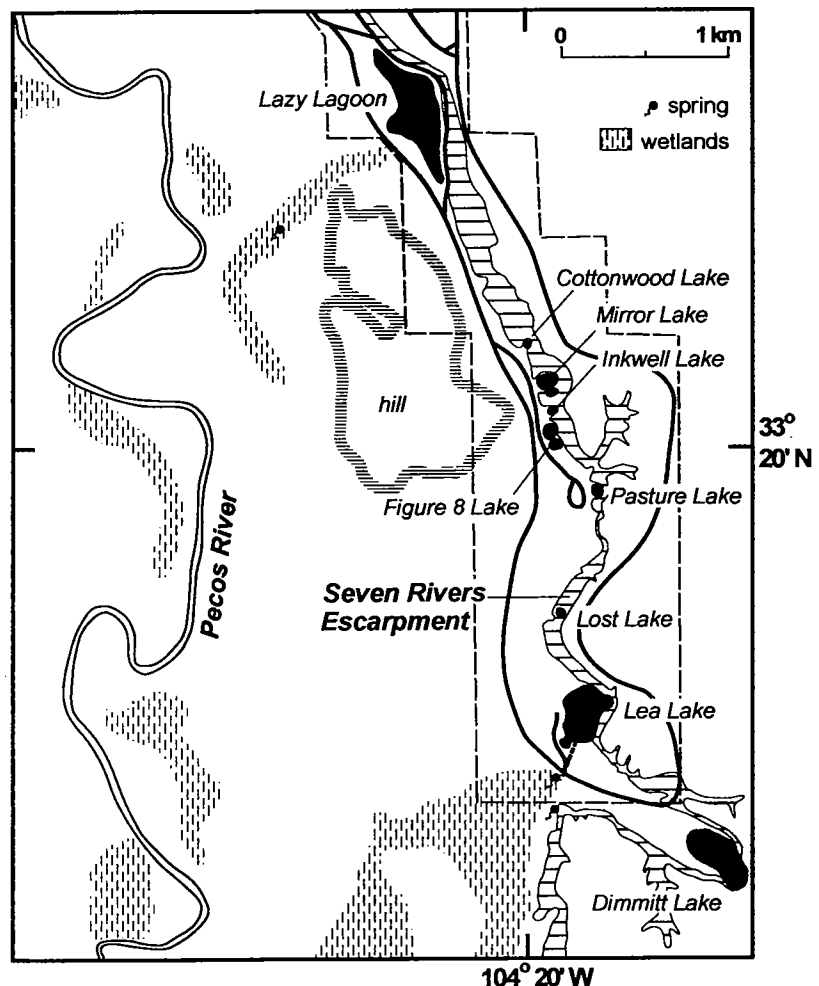 0 1 km
Lazy Lagoon
spring
wetlands
Cottonwood Lake
Mirror Lake
Inkwell Lake
hill
33°
20' N
Figure 8 Lake
Pasture Lake
Pecos River
Seven Rivers
Escarpment
Lost Lake
Lea Lake
Dimmitt Lake
104° 20' W